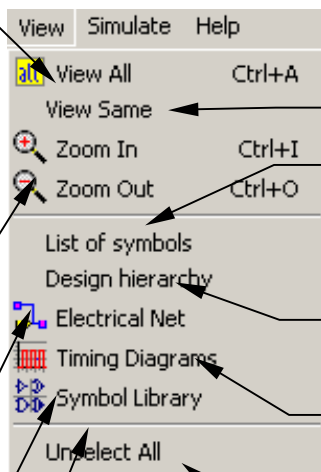 View Simulate Help
all View All Ctrl+A
View Same
Zoom In Ctrl+I
Zoom Out Ctrl+O
List of symbols
Design hierarchy
Electrical Net
Timing Diagrams
Symbol Library
Unselect All